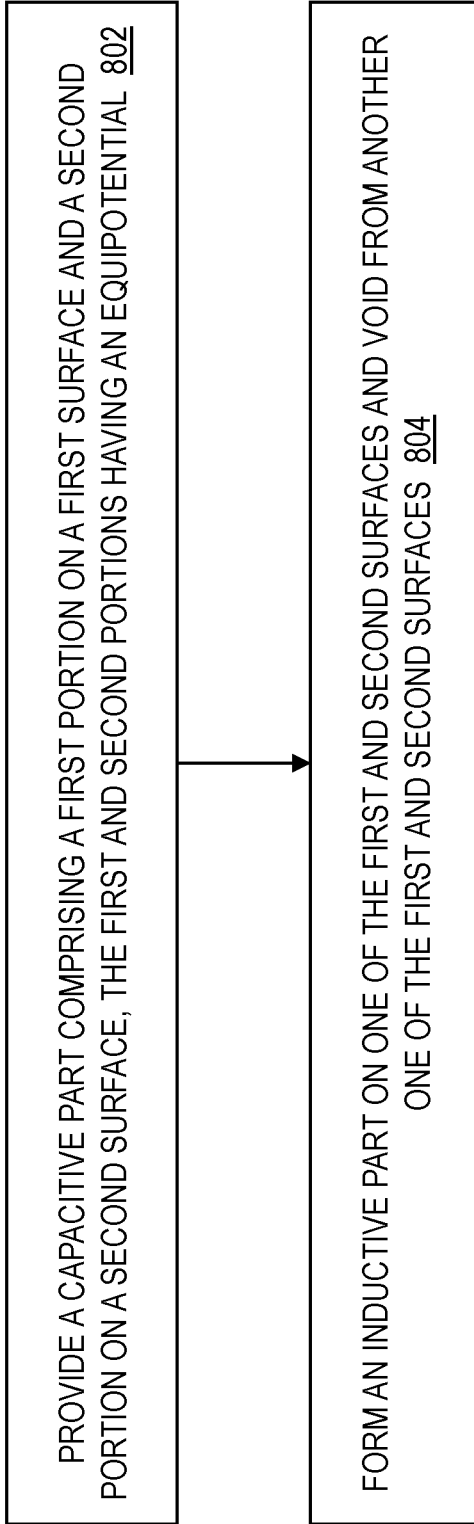 PROVIDE A CAPACITIVE PART COMPRISING A FIRST PORTION ON A FIRST SURFACE AND A SECOND
PORTION ON A SECOND SURFACE, THE FIRST AND SECOND PORTIONS HAVING AN EQUIPOTENTIAL 802
FORM AN INDUCTIVE PART ON ONE OF THE FIRST AND SECOND SURFACES AND VOID FROM ANOTHER
ONE OF THE FIRST AND SECOND SURFACES 804